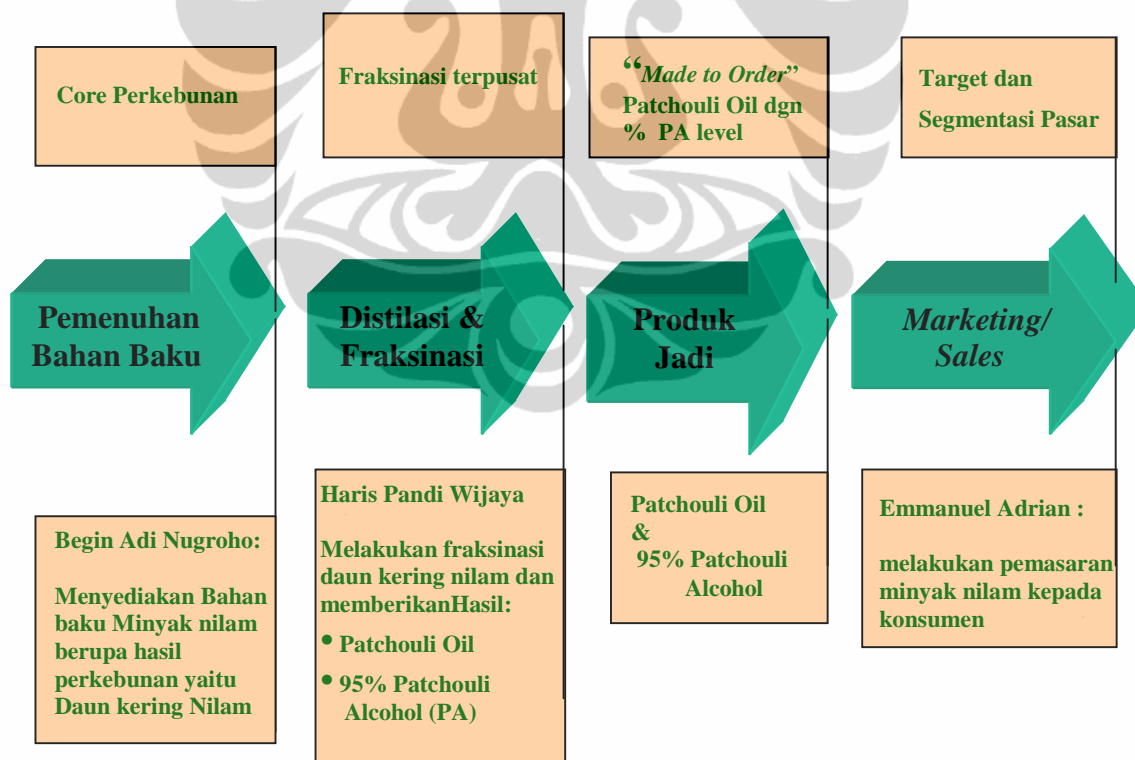 Core Perkebunan
Fraksinasi terpusat
“Made to Order”
Patchouli Oil dgn
% PA level
Target dan
Segmentasi Pasar
Pemenuhan
Bahan Baku
Distilasi &
Fraksinasi
Produk
Jadi
Marketing/
Sales
Begin Adi Nugroho:
Menyediakan Bahan
baku Minyak nilam
berupa hasil
perkebunan yaitu
Daun kering Nilam
Haris Pandi Wijaya
Melakukan fraksinasi
daun kering nilam dan
memberikanHasil:
• Patchouli Oil
• 95% Patchouli
Alcohol (PA)
Patchouli Oil
&
95% Patchouli
Alcohol
Emmanuel Adrian :
melakukan pemasaran
minyak nilam kepada
konsumen